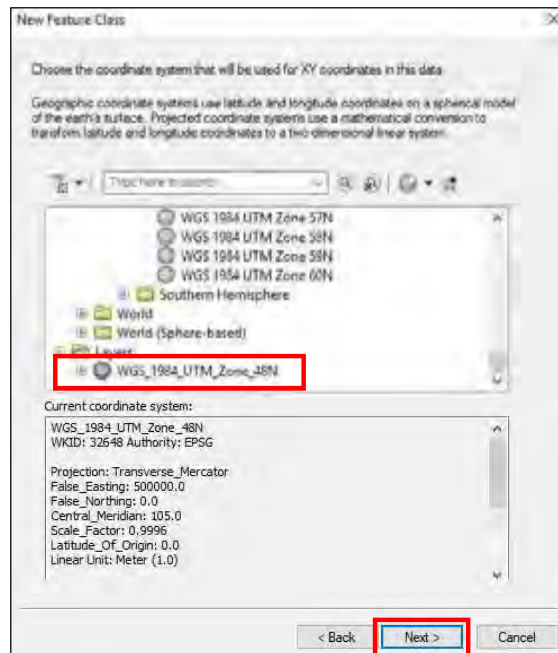 New Feature Class
Choose the coordinate system that will be used for XY coordinates in this data
Geographic coordinate systems use latitude and longitude coordinates on a spherical model
of the earth's surface. Projected coordinate systems use a mathematical conversion to
transform latitude and longitude coordinates to a two-dimensional linear system.
Type here to search
WGS 1984 UTM Zone 57N
WGS 1984 UTM Zone 58N
WGS 1984 UTM Zone 59N
WGS 1984 UTM Zone 60N
Southern Hemisphere
World
World (Sphere-based)
Layers
WGS_1984_UTM_Zone_48N
Current coordinate system:
WGS_1984_UTM_Zone_48N
WKID: 32648 Authority: EPSG
Projection: Transverse_Mercator
False_Easting: 500000.0
False_Northing: 0.0
Central_Meridian: 105.0
Scale_Factor: 0.9996
Latitude_Of_Origin: 0.0
Linear Unit: Meter (1.0)
< Back Next > Cancel